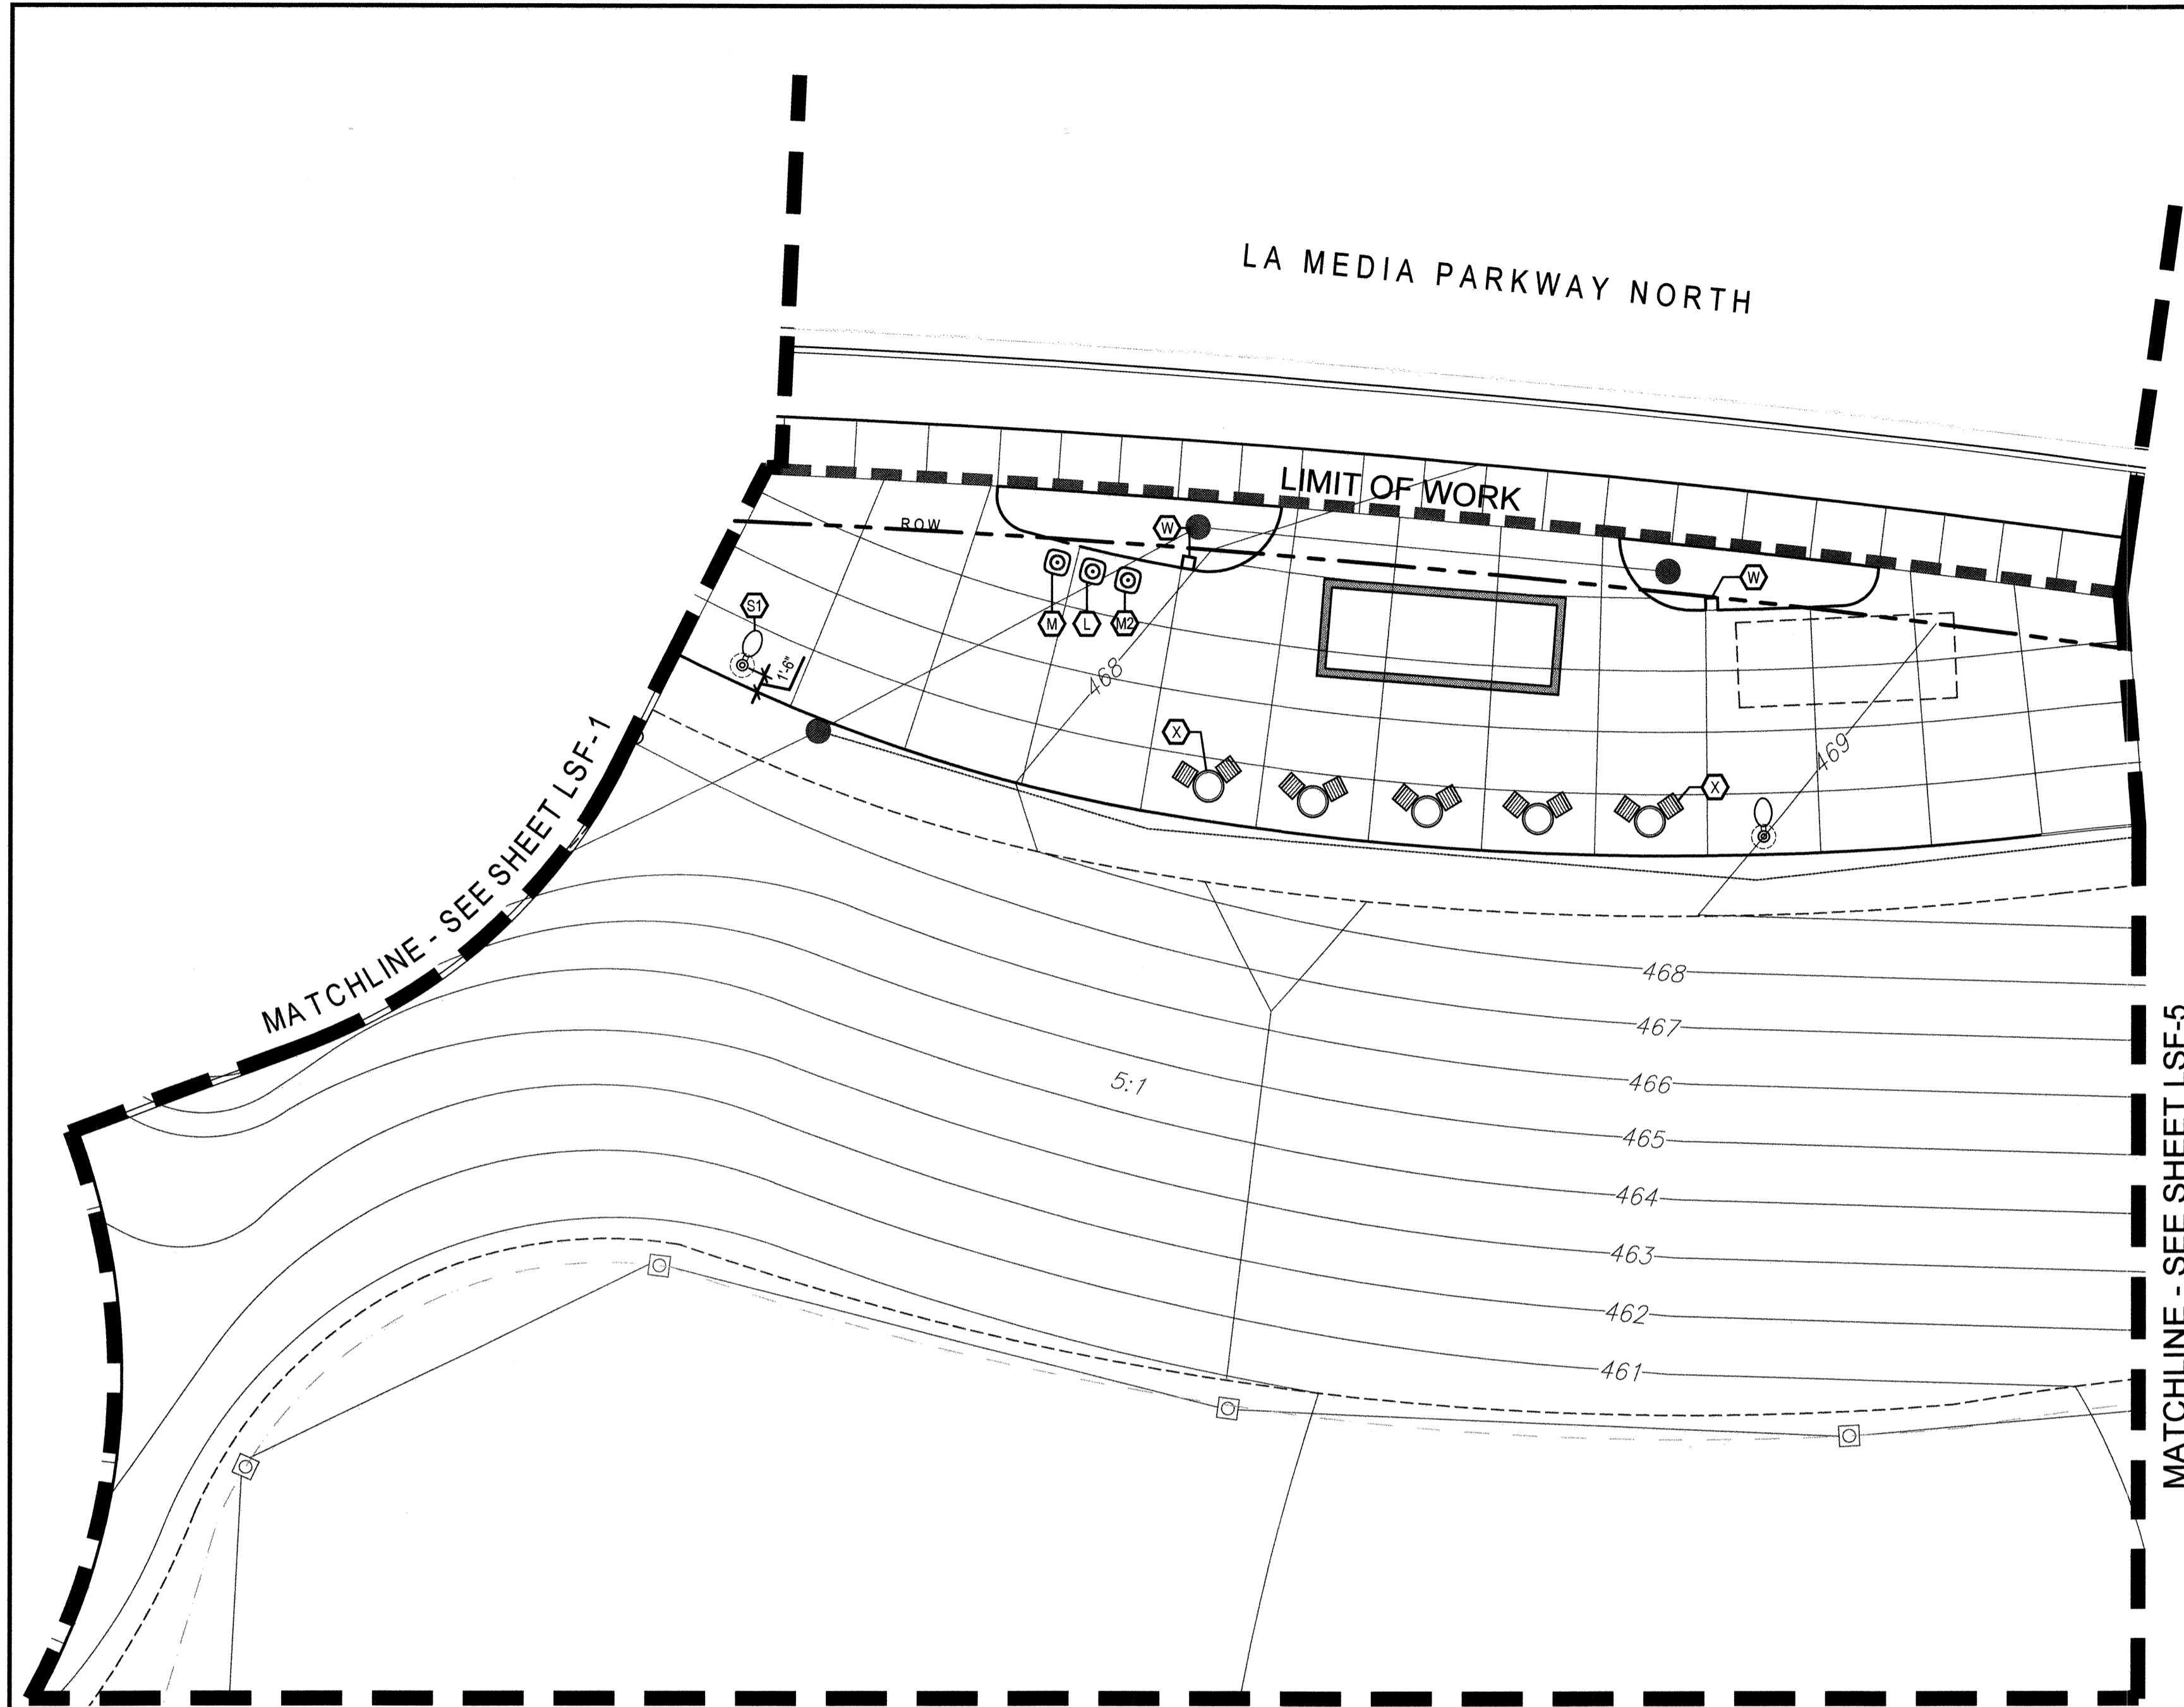 LA MEDIA PARKWAY NORTH
LIMIT OF WORK
ROW
W
W
S1
M
L
M2
1'-6"
468
X
469
X
MATCHLINE - SEE SHEET LSF-1
468
467
5:1
466
465
464
463
462
461
MATCHLINE - SEE SHEET LSF-5